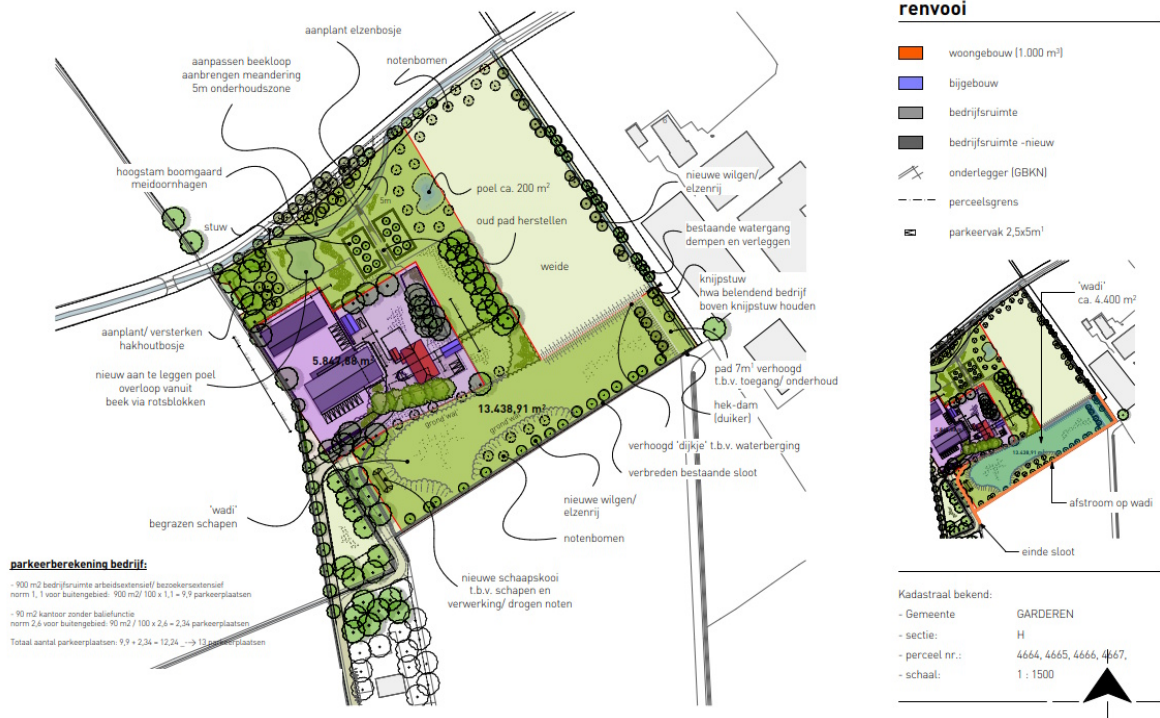 aanplant elzenbosje
aanpassen beekloop
aanbrengen meandering
5m onderhoudszone
notenbomen
hoogstam boomgaard
meidoornhagen
stuw
5m
poel ca. 200 m²
oud pad herstellen
nieuwe wilgen/
elzenrij
bestaande watergang
dempen en verleggen
weide
knijpstuw
hwa belendend bedrijf
boven knijpstuw houden
aanplant/ versterken
hakhoutbosje
nieuw aan te leggen poel
overloop vanuit
beek via rotsblokken
5.847,88 m²
13.438,91 m²
grond wal
grond wal
pad 7m¹ verhoogd
t.b.v. toegang/ onderhoud
hek-dam
(duiker)
verhoogd 'dijkje' t.b.v. waterberging
verbreden bestaande sloot
'wadi'
begrazen schapen
nieuwe wilgen/
elzenrij
notenbomen
nieuwe schaapskooi
t.b.v. schapen en
verwerking/ drogen noten
parkeerberekening bedrijf:
- 900 m2 bedrijfsruimte arbeidsextensief/ bezoekersextensief
norm 1, 1 voor buitengebied: 900 m2/ 100 x 1,1 = 9,9 parkeerplaatsen
- 90 m2 kantoor zonder baliefunctie
norm 2,6 voor buitengebied: 90 m2 / 100 x 2,6 = 2,34 parkeerplaatsen
Totaal aantal parkeerplaatsen: 9,9 + 2,34 = 12,24 _--> 13 parkeerplaatsen
renvooi
woongebouw (1.000 m³)
bijgebouw
bedrijfsruimte
bedrijfsruimte -nieuw
onderlegger (GBKN)
perceelsgrens
parkeervak 2,5x5m¹
'wadi'
ca. 4.400 m²
13.438,91 m²
afstroom op wadi
einde sloot
Kadastraal bekend:
- Gemeente GARDEREN
- sectie: H
- perceel nr.: 4664, 4665, 4666, 4667,
- schaal: 1 : 1500